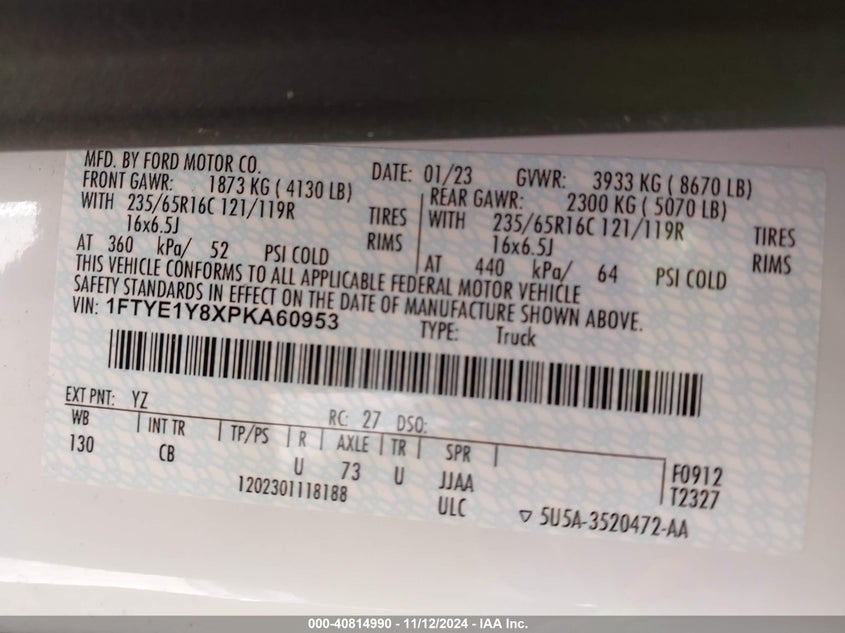 MFD. BY FORD MOTOR CO. DATE: 01/23 GVWR: 3933 KG ( 8670 LB)
FRONT GAWR: 1873 KG ( 4130 LB) REAR GAWR: 2300 KG ( 5070 LB)
WITH 235/65R16C 121/119R TIRES WITH 235/65R16C 121/119R TIRES
16x6.5J RIMS 16x6.5J RIMS
AT 360 kPa/ 52 PSI COLD AT 440 kPa/ 64 PSI COLD
THIS VEHICLE CONFORMS TO ALL APPLICABLE FEDERAL MOTOR VEHICLE
SAFETY STANDARDS IN EFFECT ON THE DATE OF MANUFACTURE SHOWN ABOVE.
VIN: 1FTYE1Y8XPKA60953 TYPE: Truck
EXT PNT: YZ RC: 27 DSO:
WB INT TR TP/PS R AXLE TR SPR
130 CB U 73 U JJAA F0912
1202301118188 ULC T2327
▽ 5U5A-3520472-AA
000-40814990 - 11/12/2024 - IAA Inc.